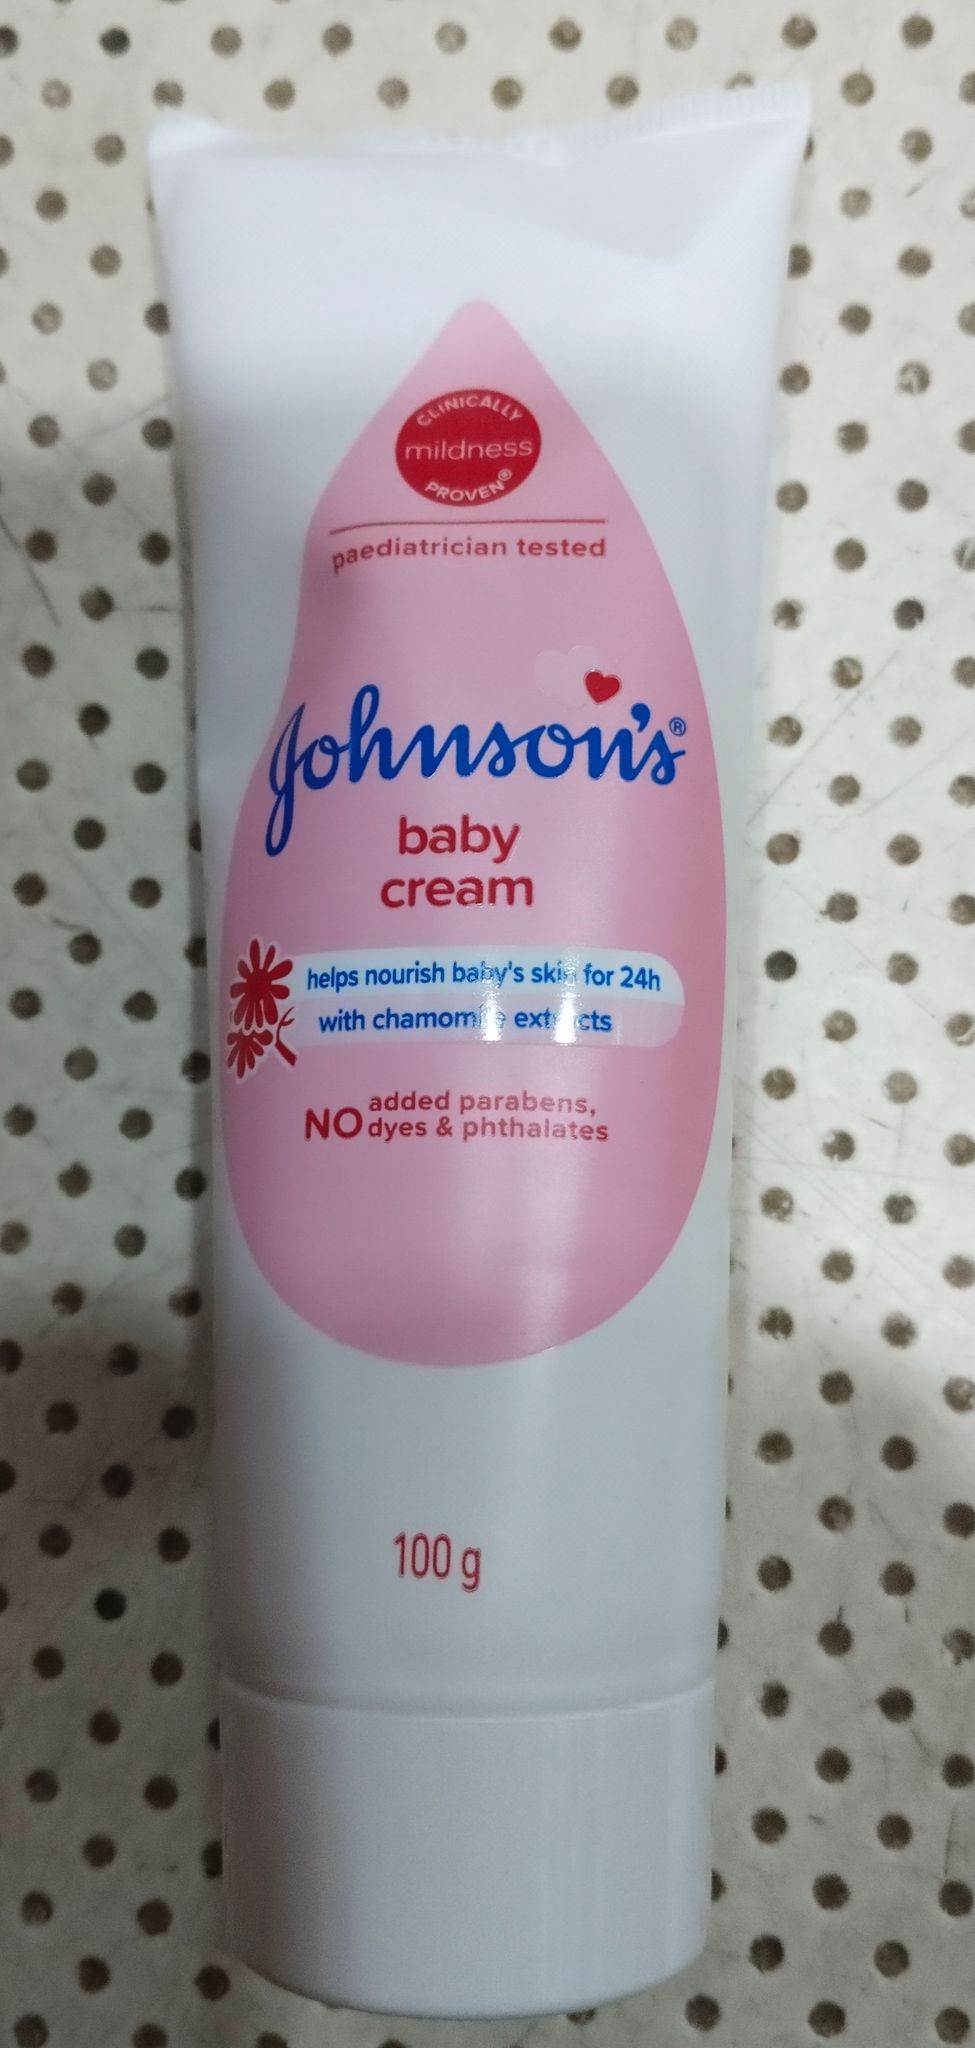 CLINICALLY
mildness
PROVEN®
paediatrician tested
Johnson's®
baby
cream
helps nourish baby's skin for 24h
with chamomile extracts
NO added parabens,
dyes & phthalates
100 g